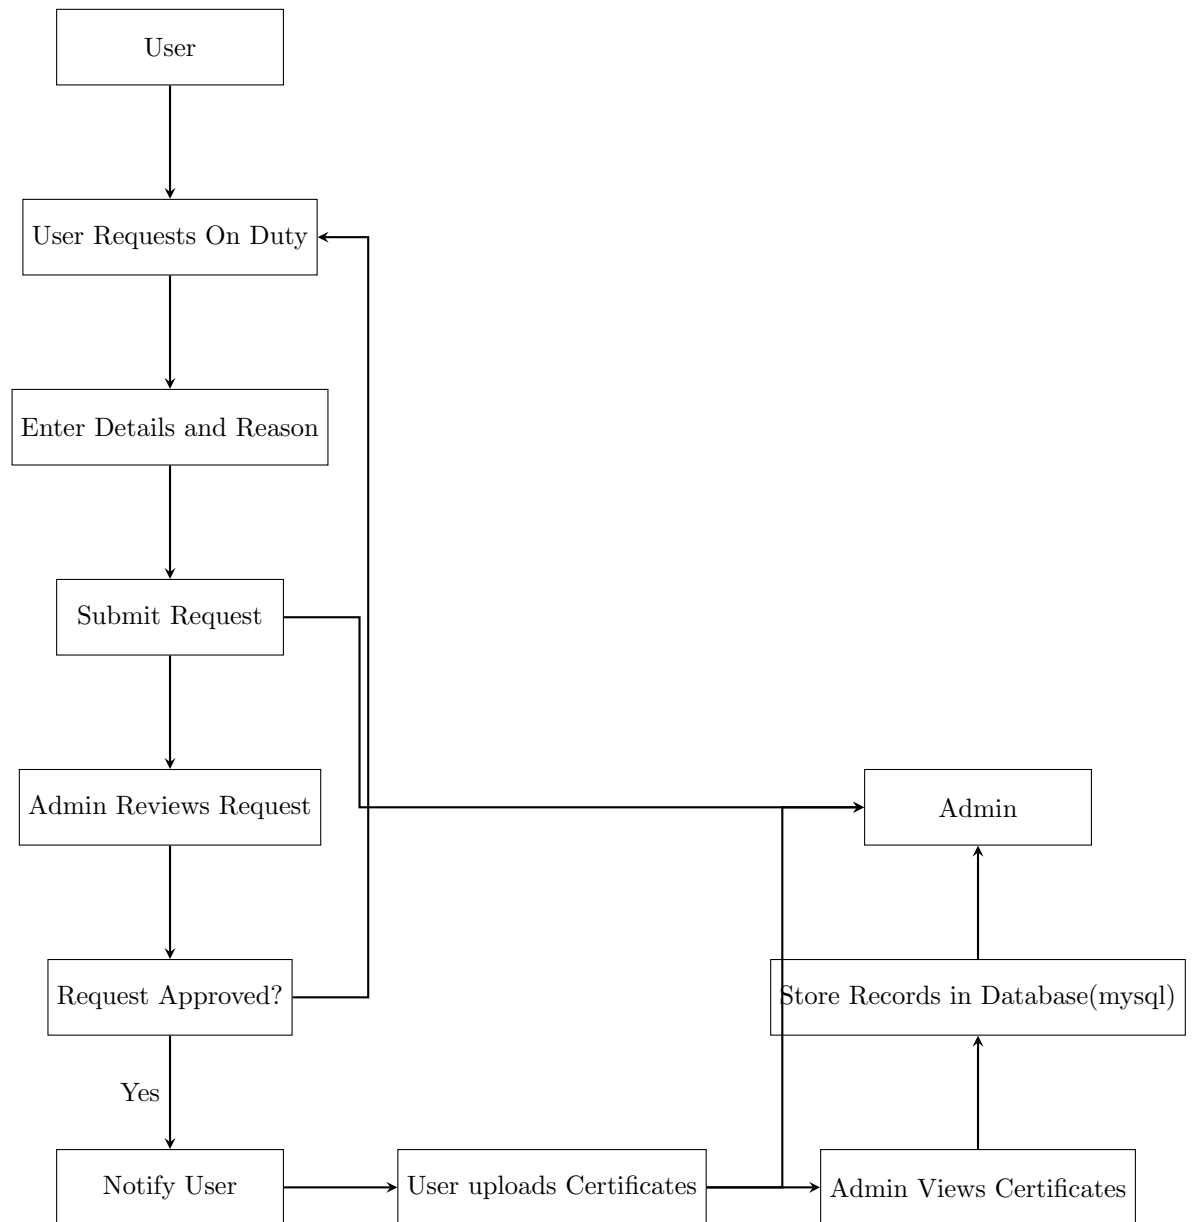 User
User Requests On Duty
Enter Details and Reason
Submit Request
Admin Reviews Request
Admin
Request Approved?
Store Records in Database(mysql)
Yes
Notify User
User uploads Certificates
Admin Views Certificates